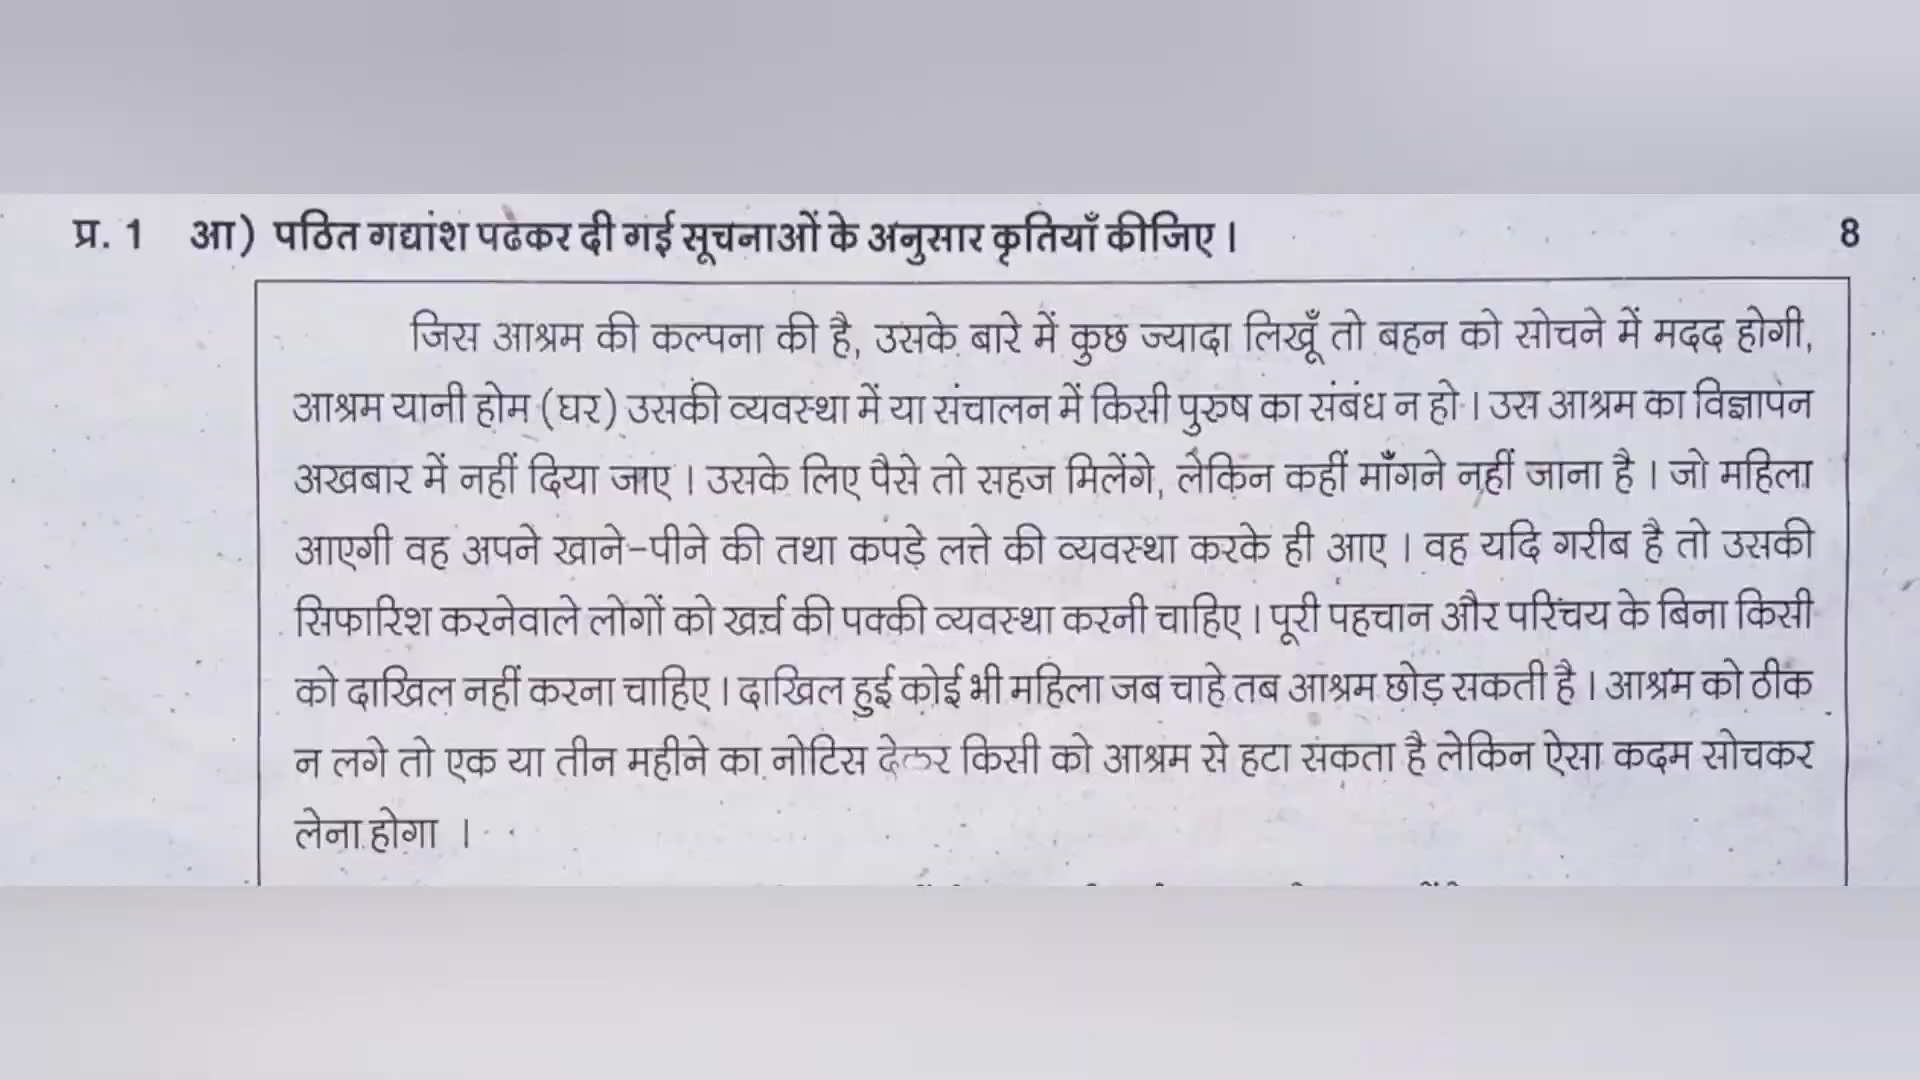 प्र. 1 आ) पठित गद्यांश पढकर दी गई सूचनाओं के अनुसार कृतियाँ कीजिए। 8
जिस आश्रम की कल्पना की है, उसके बारे में कुछ ज्यादा लिखूँ तो बहन को सोचने में मदद होगी,
आश्रम यानी होम (घर) उसकी व्यवस्था में या संचालन में किसी पुरुष का संबंध न हो। उस आश्रम का विज्ञापन
अखबार में नहीं दिया जाए। उसके लिए पैसे तो सहज मिलेंगे, लेकिन कहीं माँगने नहीं जाना है। जो महिला
आएगी वह अपने खाने-पीने की तथा कपड़े लत्ते की व्यवस्था करके ही आए। वह यदि गरीब है तो उसकी
सिफारिश करनेवाले लोगों को खर्च की पक्की व्यवस्था करनी चाहिए। पूरी पहचान और परिचय के बिना किसी
को दाखिल नहीं करना चाहिए। दाखिल हुई कोई भी महिला जब चाहे तब आश्रम छोड़ सकती है। आश्रम को ठीक
न लगे तो एक या तीन महीने का नोटिस देकर किसी को आश्रम से हटा सकता है लेकिन ऐसा कदम सोचकर
लेना होगा ।